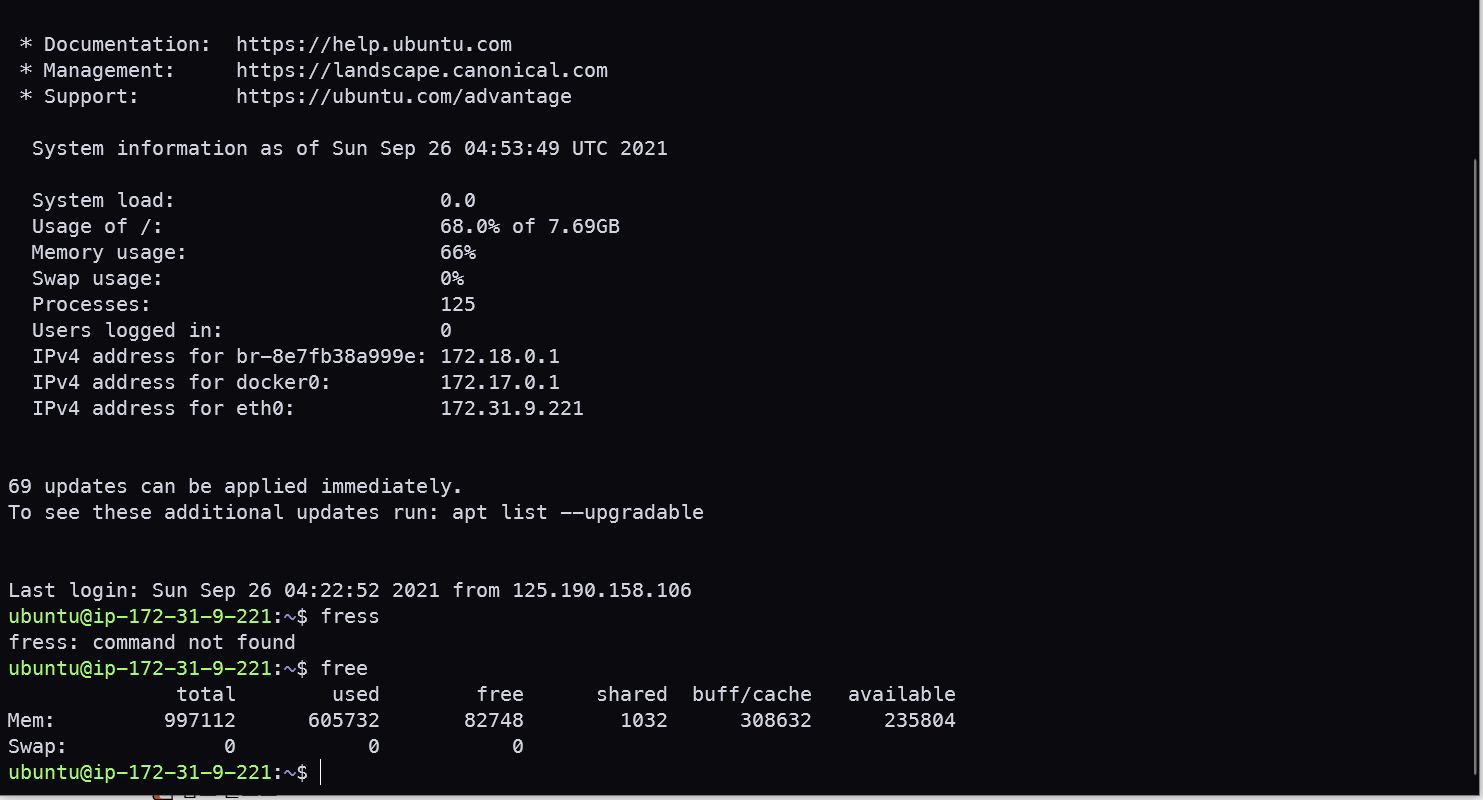 * Documentation:  https://help.ubuntu.com
* Management:     https://landscape.canonical.com
* Support:        https://ubuntu.com/advantage
System information as of Sun Sep 26 04:53:49 UTC 2021
System load:                      0.0
Usage of /:                       68.0% of 7.69GB
Memory usage:                     66%
Swap usage:                       0%
Processes:                        125
Users logged in:                  0
IPv4 address for br-8e7fb38a999e: 172.18.0.1
IPv4 address for docker0:         172.17.0.1
IPv4 address for eth0:            172.31.9.221
69 updates can be applied immediately.
To see these additional updates run: apt list --upgradable
Last login: Sun Sep 26 04:22:52 2021 from 125.190.158.106
ubuntu@ip-172-31-9-221:~$ fress
fress: command not found
ubuntu@ip-172-31-9-221:~$ free
              total        used        free      shared  buff/cache   available
Mem:         997112      605732       82748        1032      308632      235804
Swap:             0           0           0
ubuntu@ip-172-31-9-221:~$